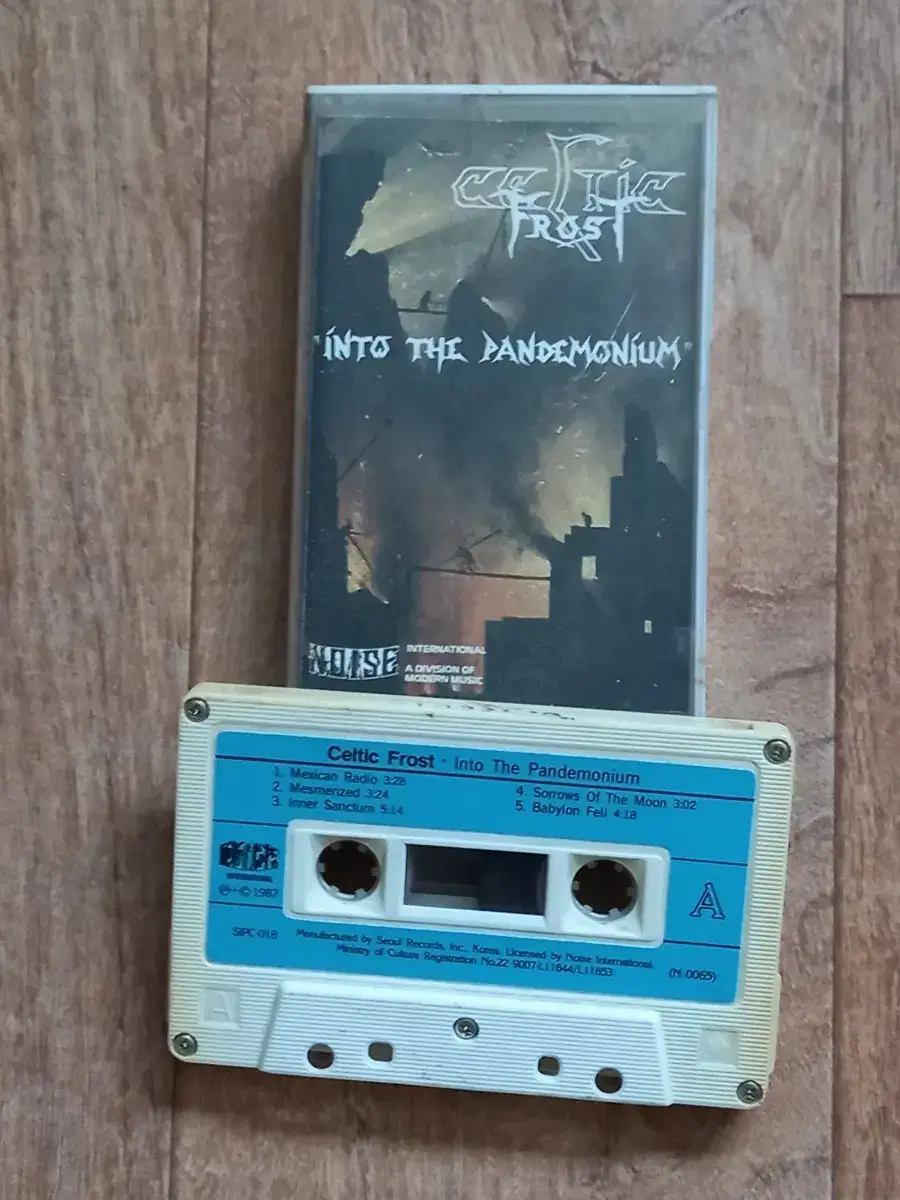 CELTIC
FROST
"INTO THE PANDEMONIUM"
NOISE
INTERNATIONAL
A DIVISION OF
MODERN MUSIC
Celtic Frost · Into The Pandemonium
1. Mexican Radio 3:28
2. Mesmerized 3:24
3. Inner Sanctum 5:14
4. Sorrows Of The Moon 3:02
5. Babylon Fell 4:18
NOISE
INTERNATIONAL
℗-© 1987
A
SIPC-018
Manufactured by Seoul Records, Inc., Korea. Licensed by Noise International.
Ministry of Culture Registration No.22 9007-L11844/L11853
(N 0065)
A